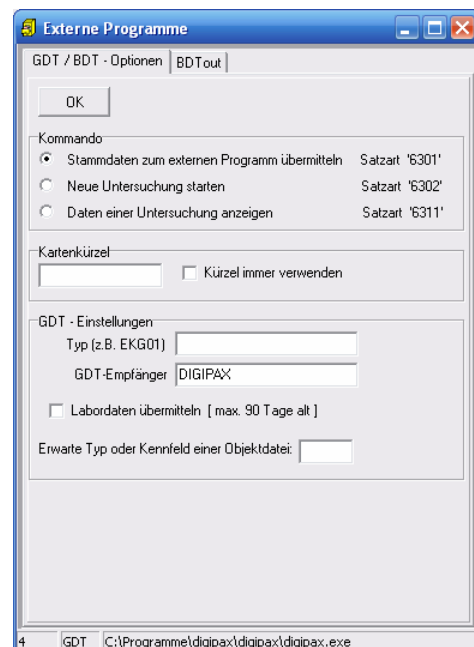 Externe Programme
GDT / BDT - Optionen BDTout
OK
Kommando
Stammdaten zum externen Programm übermitteln Satzart '6301'
Neue Untersuchung starten Satzart '6302'
Daten einer Untersuchung anzeigen Satzart '6311'
Kartenkürzel
Kürzel immer verwenden
GDT - Einstellungen
Typ (z.B. EKG01)
GDT-Empfänger DIGIPAX
Labordaten übermitteln [ max. 90 Tage alt ]
Erwarte Typ oder Kennfeld einer Objektdatei:
4 GDT C:\Programme\digipax\digipax\digipax.exe